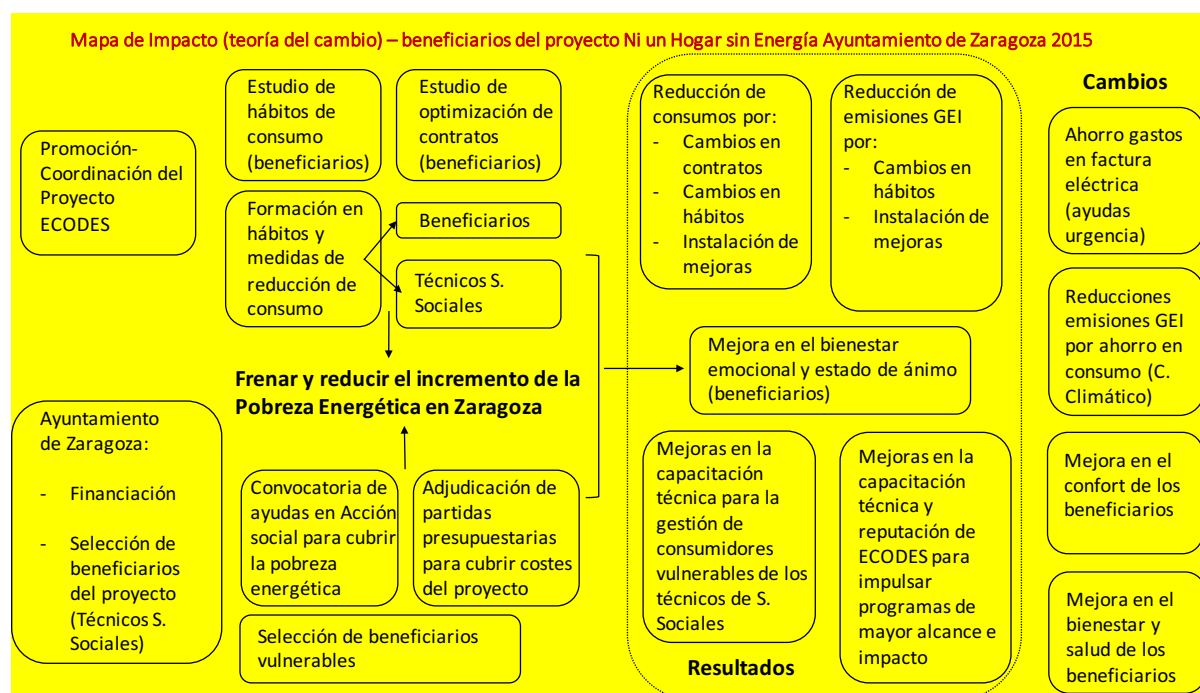 Mapa de Impacto (teoría del cambio) – beneficiarios del proyecto Ni un Hogar sin Energía Ayuntamiento de Zaragoza 2015
Promoción-
Coordinación del
Proyecto
ECODES
Ayuntamiento
de Zaragoza:
- Financiación
- Selección de
beneficiarios
del proyecto
(Técnicos S.
Sociales)
Estudio de
hábitos de
consumo
(beneficiarios)
Estudio de
optimización de
contratos
(beneficiarios)
Formación en
hábitos y
medidas de
reducción de
consumo
Beneficiarios
Técnicos S.
Sociales
Frenar y reducir el incremento de la
Pobreza Energética en Zaragoza
Convocatoria de
ayudas en Acción
social para cubrir
la pobreza
energética
Adjudicación de
partidas
presupuestarias
para cubrir costes
del proyecto
Selección de beneficiarios
vulnerables
Reducción de
consumos por:
- Cambios en
contratos
- Cambios en
hábitos
- Instalación de
mejoras
Reducción de
emisiones GEI
por:
- Cambios en
hábitos
- Instalación de
mejoras
Mejora en el bienestar
emocional y estado de ánimo
(beneficiarios)
Mejoras en la
capacitación
técnica para la
gestión de
consumidores
vulnerables de los
técnicos de S.
Sociales
Mejoras en la
capacitación
técnica y
reputación de
ECODES para
impulsar
programas de
mayor alcance e
impacto
Resultados
Cambios
Ahorro gastos
en factura
eléctrica
(ayudas
urgencia)
Reducciones
emisiones GEI
por ahorro en
consumo (C.
Climático)
Mejora en el
confort de los
beneficiarios
Mejora en el
bienestar y
salud de los
beneficiarios